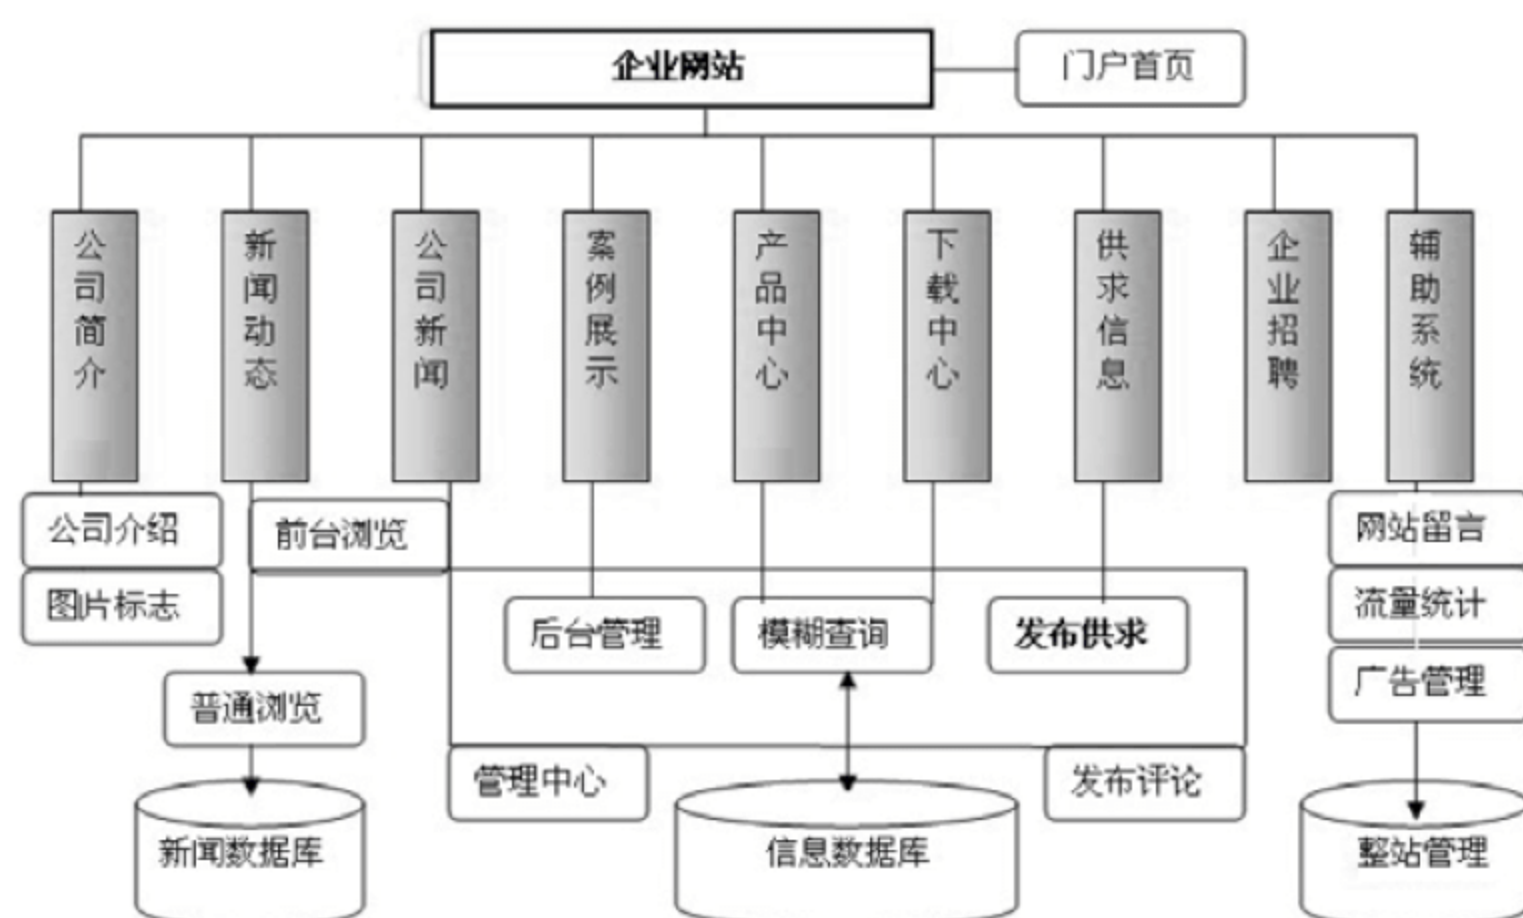 企业网站
门户首页
公司简介
新闻动态
公司新闻
案例展示
产品中心
下载中心
供求信息
企业招聘
辅助系统
公司介绍
前台浏览
网站留言
图片标志
后台管理
模糊查询
发布供求
流量统计
普通浏览
广告管理
管理中心
发布评论
新闻数据库
信息数据库
整站管理